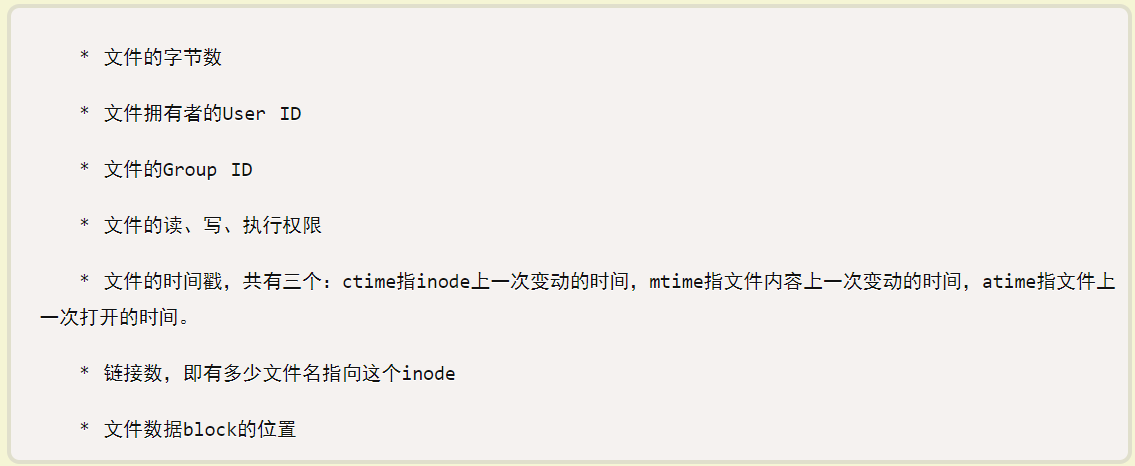 * 文件的字节数
* 文件拥有者的User ID
* 文件的Group ID
* 文件的读、写、执行权限
* 文件的时间戳，共有三个：ctime指inode上一次变动的时间，mtime指文件内容上一次变动的时间，atime指文件上
一次打开的时间。
* 链接数，即有多少文件名指向这个inode
* 文件数据block的位置